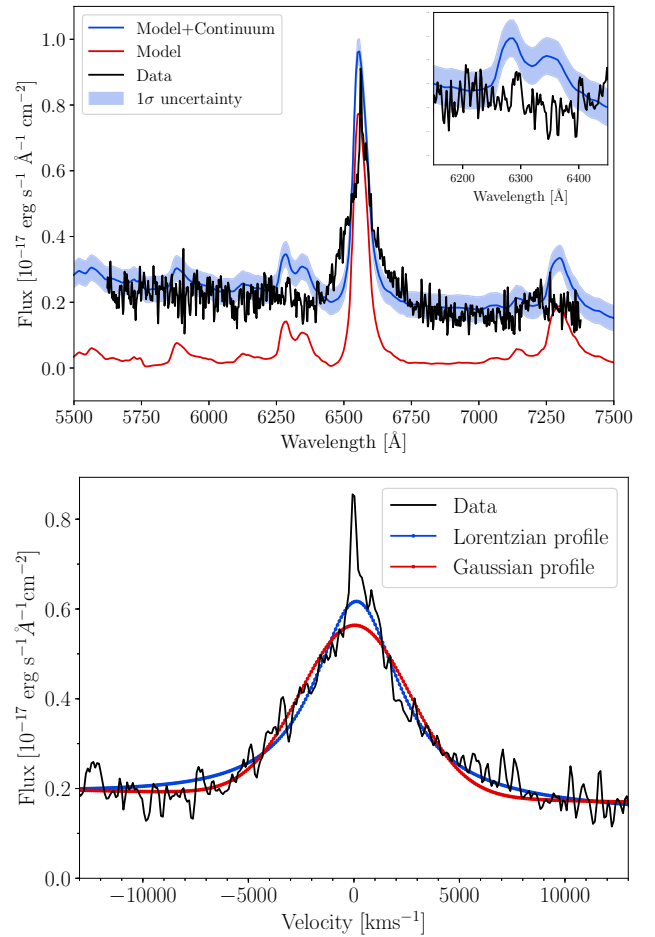 Model+Continuum
Model
Data
1σ uncertainty
1.0
0.8
0.6
0.4
0.2
0.0
Flux [10⁻¹⁷ erg s⁻¹ Å⁻¹ cm⁻²]
5500 5750 6000 6250 6500 6750 7000 7250 7500
Wavelength [Å]
6200 6300 6400
Wavelength [Å]
Data
Lorentzian profile
Gaussian profile
0.8
0.6
0.4
0.2
0.0
Flux [10⁻¹⁷ erg s⁻¹Å⁻¹cm⁻²]
−10000 −5000 0 5000 10000
Velocity [kms⁻¹]